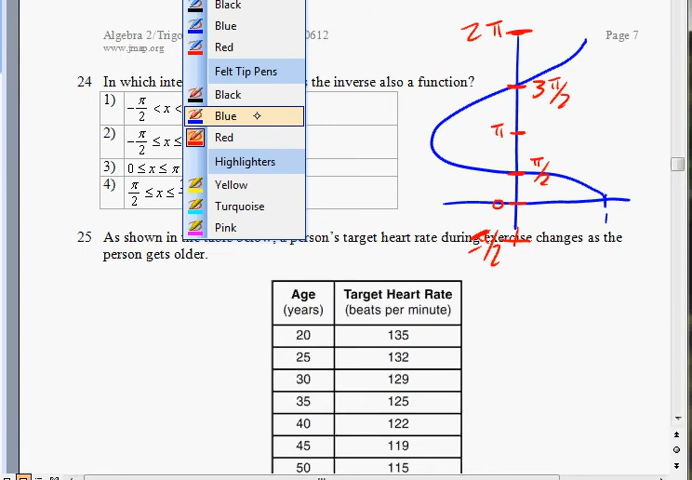 Black
Algebra 2/Trigo
0612
Page 7
www.jmap.org
Blue
Red
24 In which inte
s the inverse also a function?
Felt Tip Pens
1) -π/2 < x <
Black
2) -π/2 ≤ x ≤
Blue
Red
3) 0 ≤ x ≤ π
Highlighters
4) π/2 ≤ x ≤
Yellow
Turquoise
Pink
2π
3π/2
π
π/2
0
1
-π/2
25 As shown in the table below, a person's target heart rate during exercise changes as the
person gets older.
Age Target Heart Rate
(years) (beats per minute)
20 135
25 132
30 129
35 125
40 122
45 119
50 115